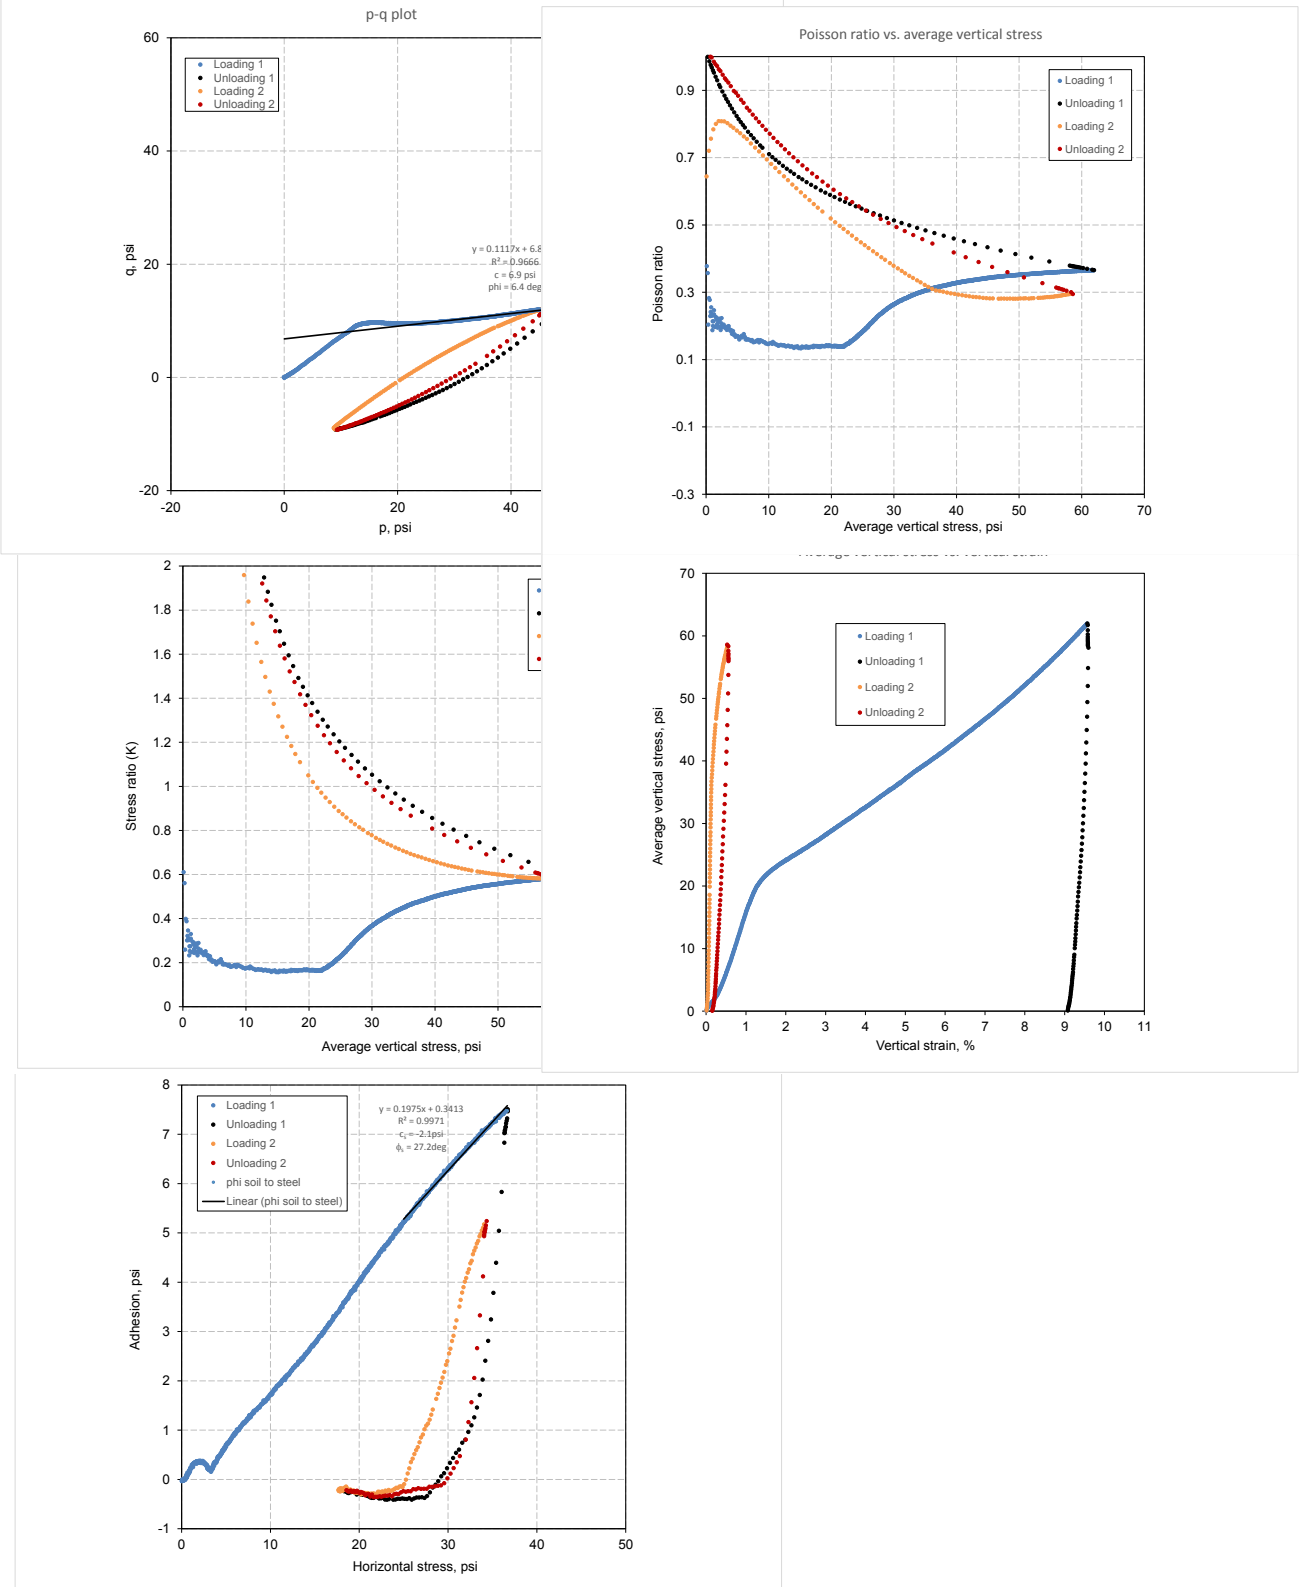 p-q plot
60
40
20
0
-20
-20
0
20
40
q, psi
p, psi
Loading 1
Unloading 1
Loading 2
Unloading 2
y = 0.1117x + 6.8
R² = 0.9666
c = 6.9 psi
phi = 6.4 deg
Poisson ratio vs. average vertical stress
0.9
0.7
0.5
0.3
0.1
-0.1
-0.3
0
10
20
30
40
50
60
70
Poisson ratio
Average vertical stress, psi
Loading 1
Unloading 1
Loading 2
Unloading 2
2
1.8
1.6
1.4
1.2
1
0.8
0.6
0.4
0.2
0
0
10
20
30
40
50
Stress ratio (K)
Average vertical stress, psi
70
60
50
40
30
20
10
0
0
1
2
3
4
5
6
7
8
9
10
11
Average vertical stress, psi
Vertical strain, %
Loading 1
Unloading 1
Loading 2
Unloading 2
8
7
6
5
4
3
2
1
0
-1
0
10
20
30
40
50
Adhesion, psi
Horizontal stress, psi
Loading 1
Unloading 1
Loading 2
Unloading 2
phi soil to steel
Linear (phi soil to steel)
y = 0.1975x + 0.3413
R² = 0.9971
cₛ = -2.1psi
ϕₛ = 27.2deg